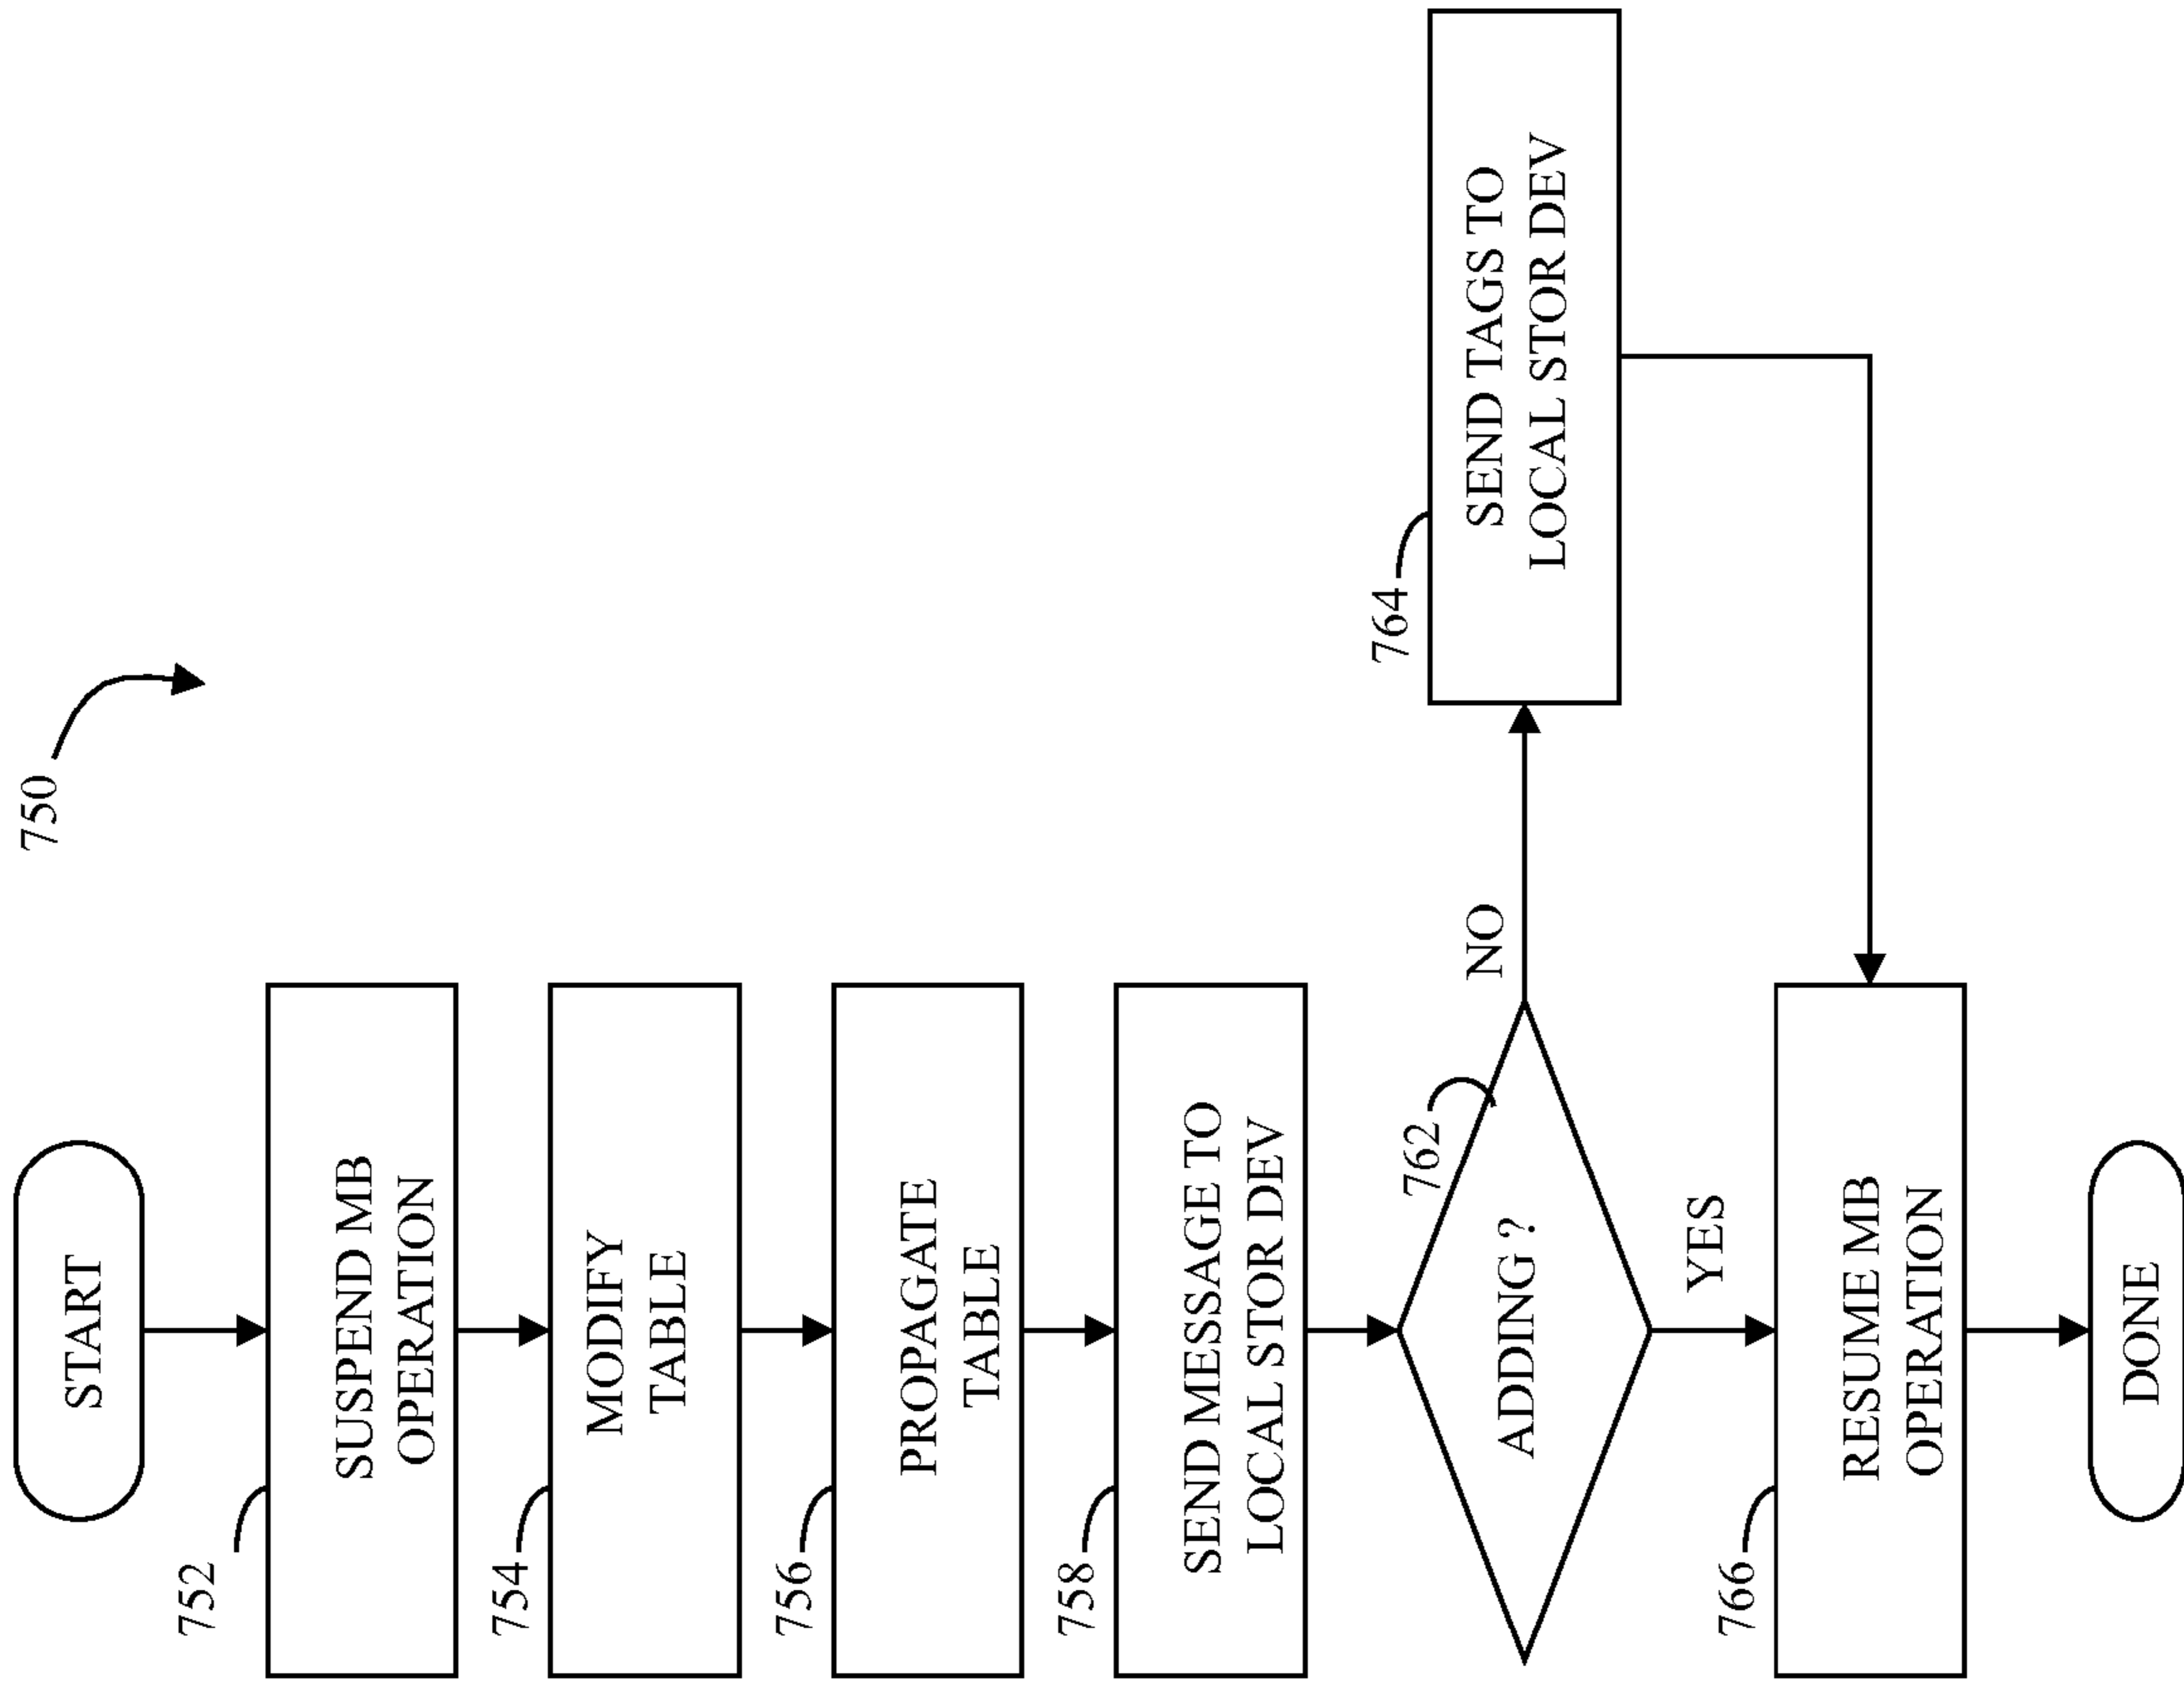 750
START
752
SUSPEND MB
OPERATION
754
MODIFY
TABLE
756
PROPAGATE
TABLE
758
SEND MESSAGE TO
LOCAL STOR DEV
762
ADDING ?
NO
764
SEND TAGS TO
LOCAL STOR DEV
YES
766
RESUME MB
OPERATION
DONE